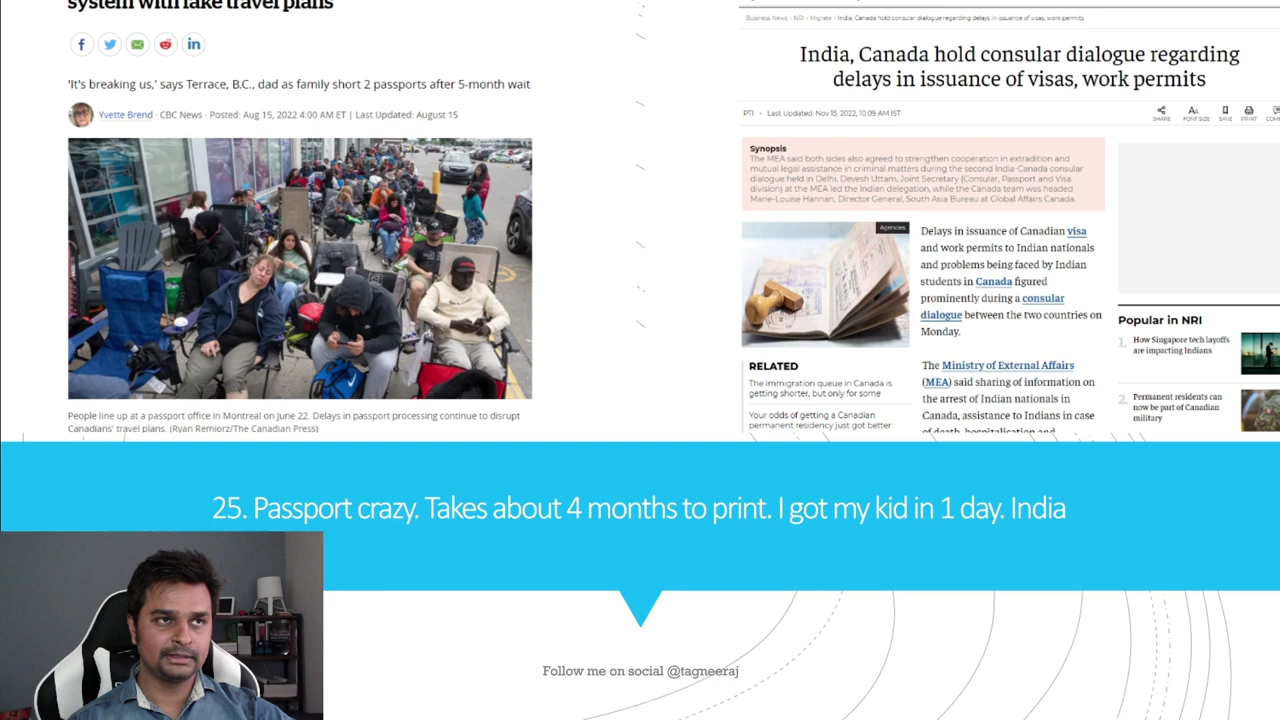 system with fake travel plans
'It's breaking us,' says Terrace, B.C., dad as family short 2 passports after 5-month wait
Yvette Brend · CBC News · Posted: Aug 15, 2022 4:00 AM ET | Last Updated: August 15
People line up at a passport office in Montreal on June 22. Delays in passport processing continue to disrupt
Canadians' travel plans. (Ryan Remiorz/The Canadian Press)
Business News › NRI › Migrate › India, Canada hold consular dialogue regarding delays in issuance of visas, work permits
India, Canada hold consular dialogue regarding
delays in issuance of visas, work permits
PTI • Last Updated: Nov 15, 2022, 10:09 AM IST
SHARE
FONT SIZE
SAVE
PRINT
Synopsis
The MEA said both sides also agreed to strengthen cooperation in extradition and
mutual legal assistance in criminal matters during the second India-Canada consular
dialogue held in Delhi. Devesh Uttam, Joint Secretary (Consular, Passport and Visa
division) at the MEA led the Indian delegation, while the Canada team was headed
Marie-Louise Hannan, Director General, South Asia Bureau at Global Affairs Canada.
Agencies
Delays in issuance of Canadian visa
and work permits to Indian nationals
and problems being faced by Indian
students in Canada figured
prominently during a consular
dialogue between the two countries on
Monday.
The Ministry of External Affairs
(MEA) said sharing of information on
the arrest of Indian nationals in
Canada, assistance to Indians in case
of death, hospitalisation and
RELATED
The immigration queue in Canada is
getting shorter, but only for some
Your odds of getting a Canadian
permanent residency just got better
Popular in NRI
1. How Singapore tech layoffs
are impacting Indians
2. Permanent residents can
now be part of Canadian
military
25. Passport crazy. Takes about 4 months to print. I got my kid in 1 day. India
Follow me on social @tagneeraj